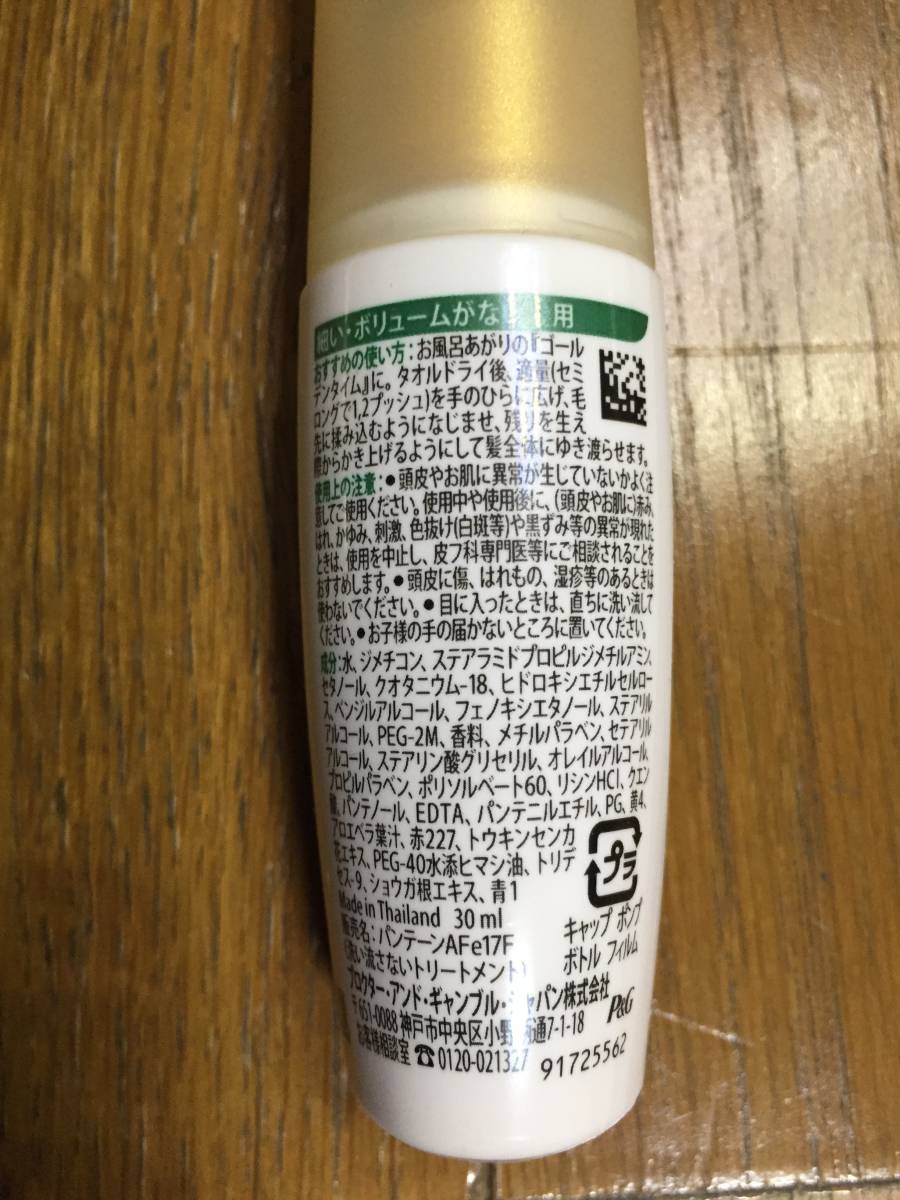 細い・ボリュームがない 用
おすすめの使い方:お風呂あがりの『ゴール
デンタイム』に。タオルドライ後、適量(セミ
ロングで1,2プッシュ)を手のひらに広げ、毛
先に揉み込むようになじませ、残りを生え
際からかき上げるようにして髪全体にゆき渡らせます。
使用上の注意:●頭皮やお肌に異常が生じていないかよく注
意してご使用ください。使用中や使用後に、(頭皮やお肌に)赤み、
はれ、かゆみ、刺激、色抜け(白斑等)や黒ずみ等の異常が現れた
ときは、使用を中止し、皮フ科専門医等にご相談されることを
おすすめします。●頭皮に傷、はれもの、湿疹等のあるときは
使わないでください。●目に入ったときは、直ちに洗い流して
ください。●お子様の手の届かないところに置いてください。
成分:水、ジメチコン、ステアラミドプロピルジメチルアミン、
セタノール、クオタニウム-18、ヒドロキシエチルセルロー
ス、ベンジルアルコール、フェノキシエタノール、ステアリル
アルコール、PEG-2M、香料、メチルパラベン、セテアリル
アルコール、ステアリン酸グリセリル、オレイルアルコール、
プロピルパラベン、ポリソルベート60、リシンHCl、クエン
酸、パンテノール、EDTA、パンテニルエチル、PG、黄4、
アロエベラ葉汁、赤227、トウキンセンカ
花エキス、PEG-40水添ヒマシ油、トリデ
セス-9、ショウガ根エキス、青1
Made in Thailand 30ml
販売名:パンテーンAFe17F
(洗い流さないトリートメント)
プロクター・アンド・ギャンブル・ジャパン株式会社
〒651-0088 神戸市中央区小野柄通7-1-18
お客様相談室☎0120-021327
プラ
キャップ ポンプ
ボトル フィルム
P&G
91725562